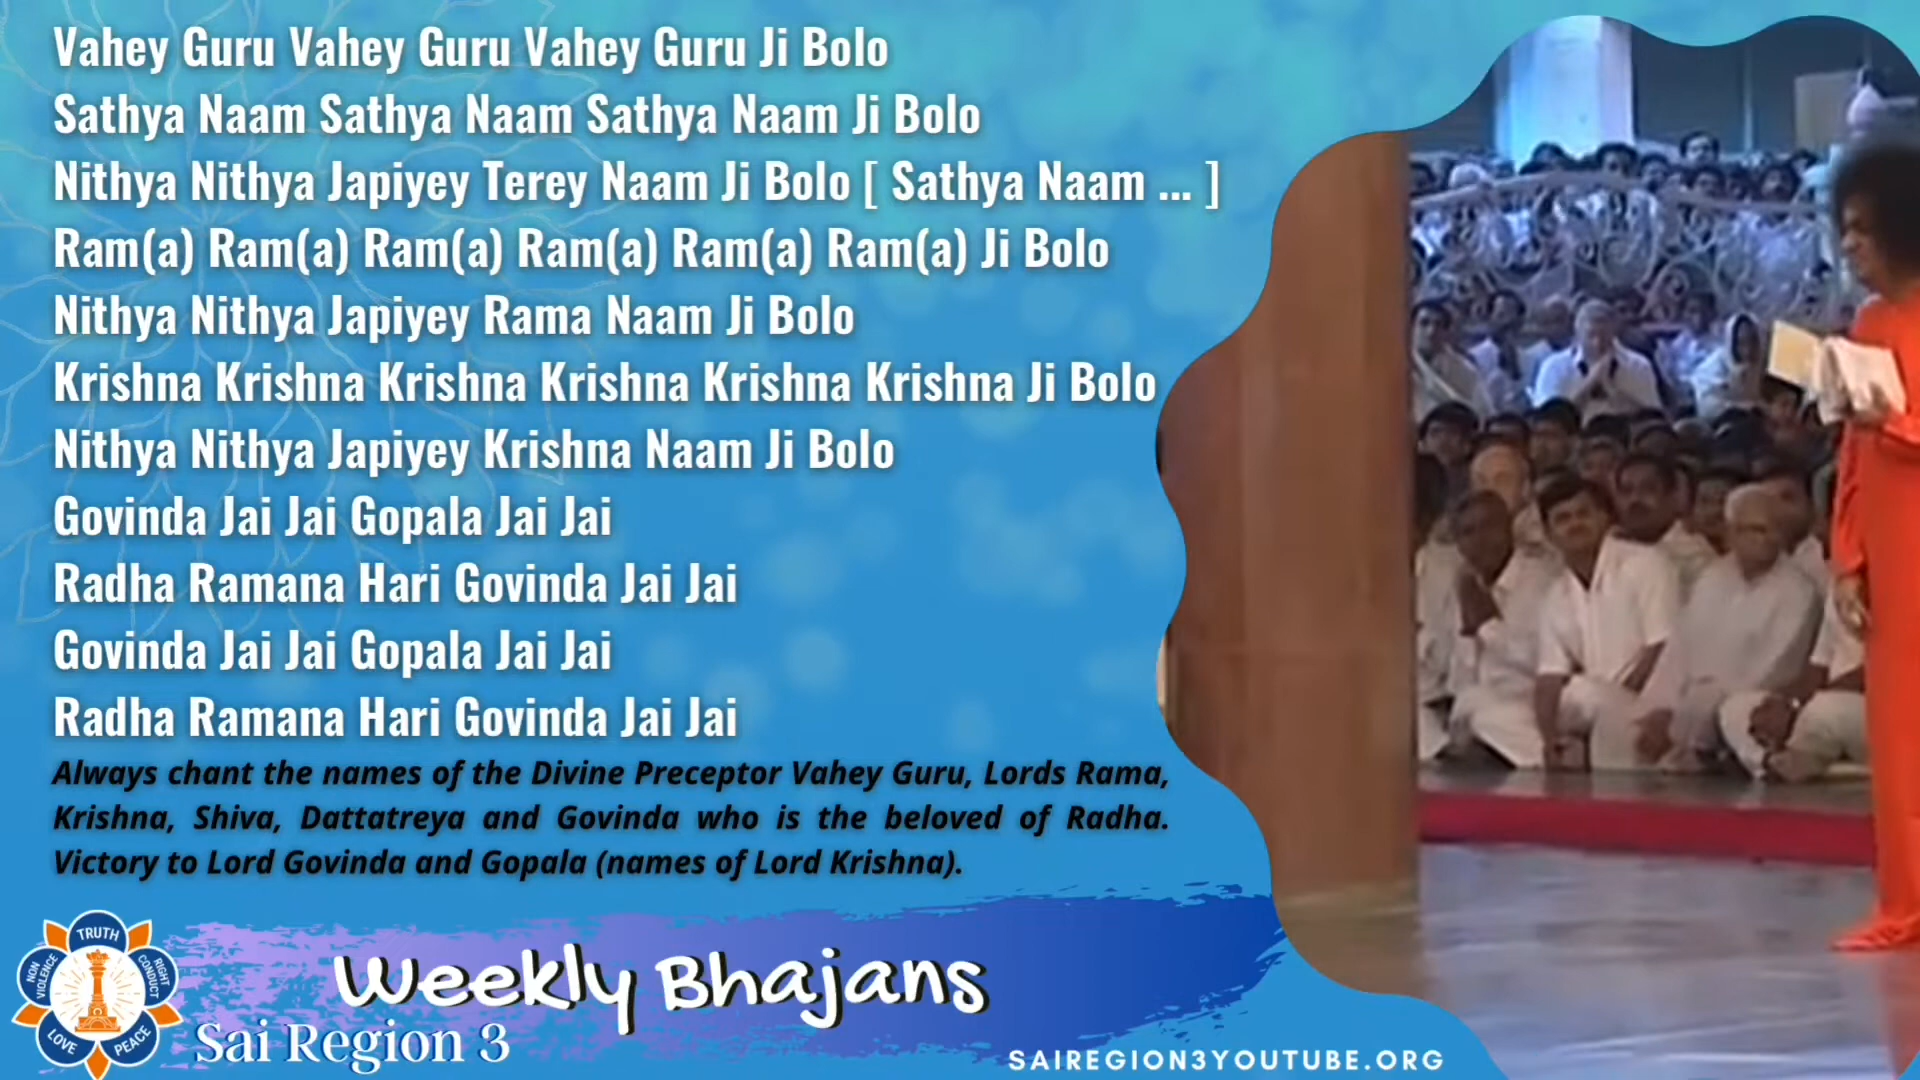 Vahey Guru Vahey Guru Vahey Guru Ji Bolo
Sathya Naam Sathya Naam Sathya Naam Ji Bolo
Nithya Nithya Japiyey Terey Naam Ji Bolo [ Sathya Naam ... ]
Ram(a) Ram(a) Ram(a) Ram(a) Ram(a) Ram(a) Ji Bolo
Nithya Nithya Japiyey Rama Naam Ji Bolo
Krishna Krishna Krishna Krishna Krishna Krishna Ji Bolo
Nithya Nithya Japiyey Krishna Naam Ji Bolo
Govinda Jai Jai Gopala Jai Jai
Radha Ramana Hari Govinda Jai Jai
Govinda Jai Jai Gopala Jai Jai
Radha Ramana Hari Govinda Jai Jai
Always chant the names of the Divine Preceptor Vahey Guru, Lords Rama,
Krishna, Shiva, Dattatreya and Govinda who is the beloved of Radha.
Victory to Lord Govinda and Gopala (names of Lord Krishna).
TRUTH
RIGHT CONDUCT
PEACE
LOVE
NON VIOLENCE
Weekly Bhajans
Sai Region 3
SAIREGION3YOUTUBE.ORG